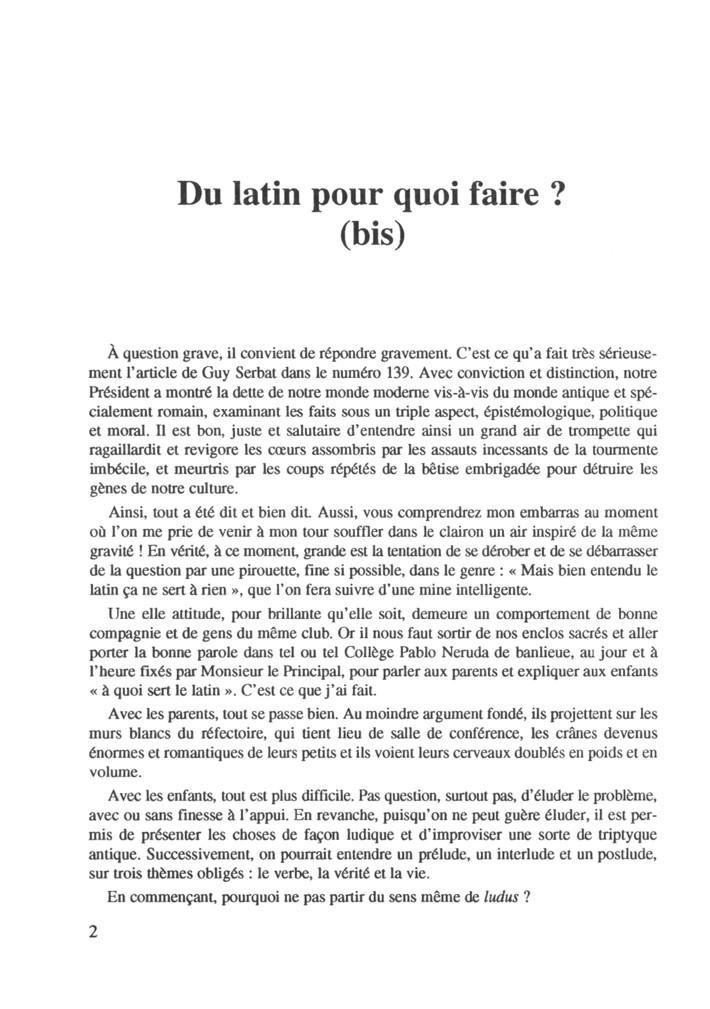 Du latin pour quoi faire ?
(bis)
À question grave, il convient de répondre gravement. C'est ce qu'a fait très sérieuse-
ment l'article de Guy Serbat dans le numéro 139. Avec conviction et distinction, notre
Président a montré la dette de notre monde moderne vis-à-vis du monde antique et spé-
cialement romain, examinant les faits sous un triple aspect, épistémologique, politique
et moral. Il est bon, juste et salutaire d'entendre ainsi un grand air de trompette qui
ragaillardit et revigore les cœurs assombris par les assauts incessants de la tourmente
imbécile, et meurtris par les coups répétés de la bêtise embrigadée pour détruire les
gènes de notre culture.
Ainsi, tout a été dit et bien dit. Aussi, vous comprendrez mon embarras au moment
où l'on me prie de venir à mon tour souffler dans le clairon un air inspiré de la même
gravité ! En vérité, à ce moment, grande est la tentation de se dérober et de se débarrasser
de la question par une pirouette, fine si possible, dans le genre : « Mais bien entendu le
latin ça ne sert à rien », que l'on fera suivre d'une mine intelligente.
Une elle attitude, pour brillante qu'elle soit, demeure un comportement de bonne
compagnie et de gens du même club. Or il nous faut sortir de nos enclos sacrés et aller
porter la bonne parole dans tel ou tel Collège Pablo Neruda de banlieue, au jour et à
l'heure fixés par Monsieur le Principal, pour parler aux parents et expliquer aux enfants
« à quoi sert le latin ». C'est ce que j'ai fait.
Avec les parents, tout se passe bien. Au moindre argument fondé, ils projettent sur les
murs blancs du réfectoire, qui tient lieu de salle de conférence, les crânes devenus
énormes et romantiques de leurs petits et ils voient leurs cerveaux doublés en poids et en
volume.
Avec les enfants, tout est plus difficile. Pas question, surtout pas, d'éluder le problème,
avec ou sans finesse à l'appui. En revanche, puisqu'on ne peut guère éluder, il est per-
mis de présenter les choses de façon ludique et d'improviser une sorte de triptyque
antique. Successivement, on pourrait entendre un prélude, un interlude et un postlude,
sur trois thèmes obligés : le verbe, la vérité et la vie.
En commençant, pourquoi ne pas partir du sens même de ludus ?
2